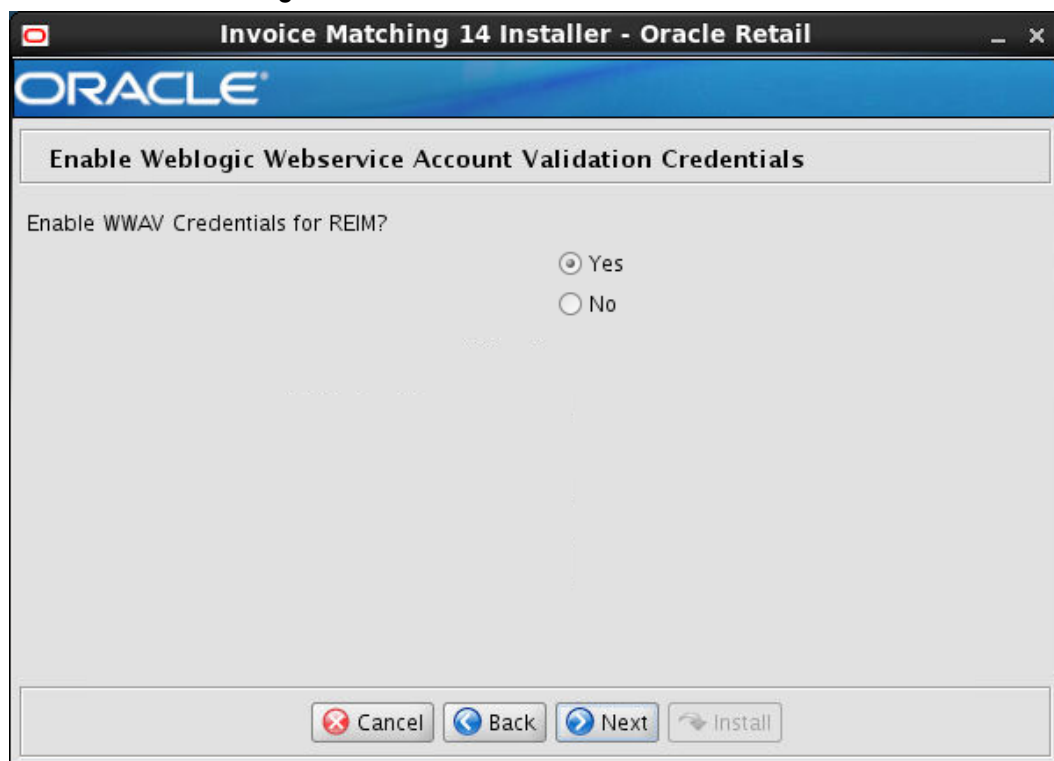 Invoice Matching 14 Installer - Oracle Retail
ORACLE
Enable Weblogic Webservice Account Validation Credentials
Enable WWAV Credentials for REIM?
Yes
No
Cancel Back Next Install